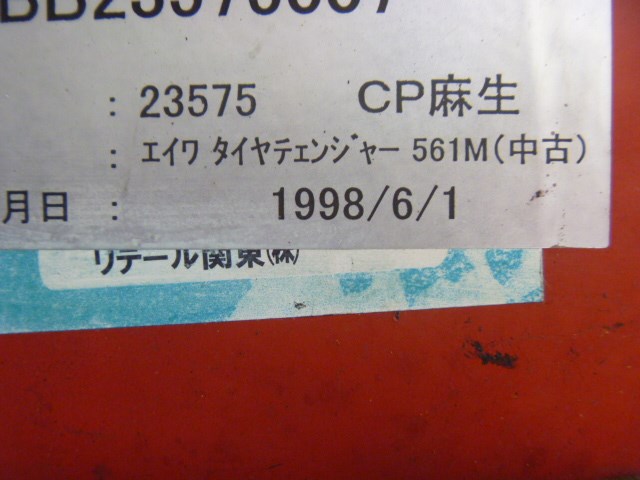 : 23575 CP麻生
: エイワ タイヤテェンジャー 561M(中古)
月日 : 1998/6/1
リテール関東(株)